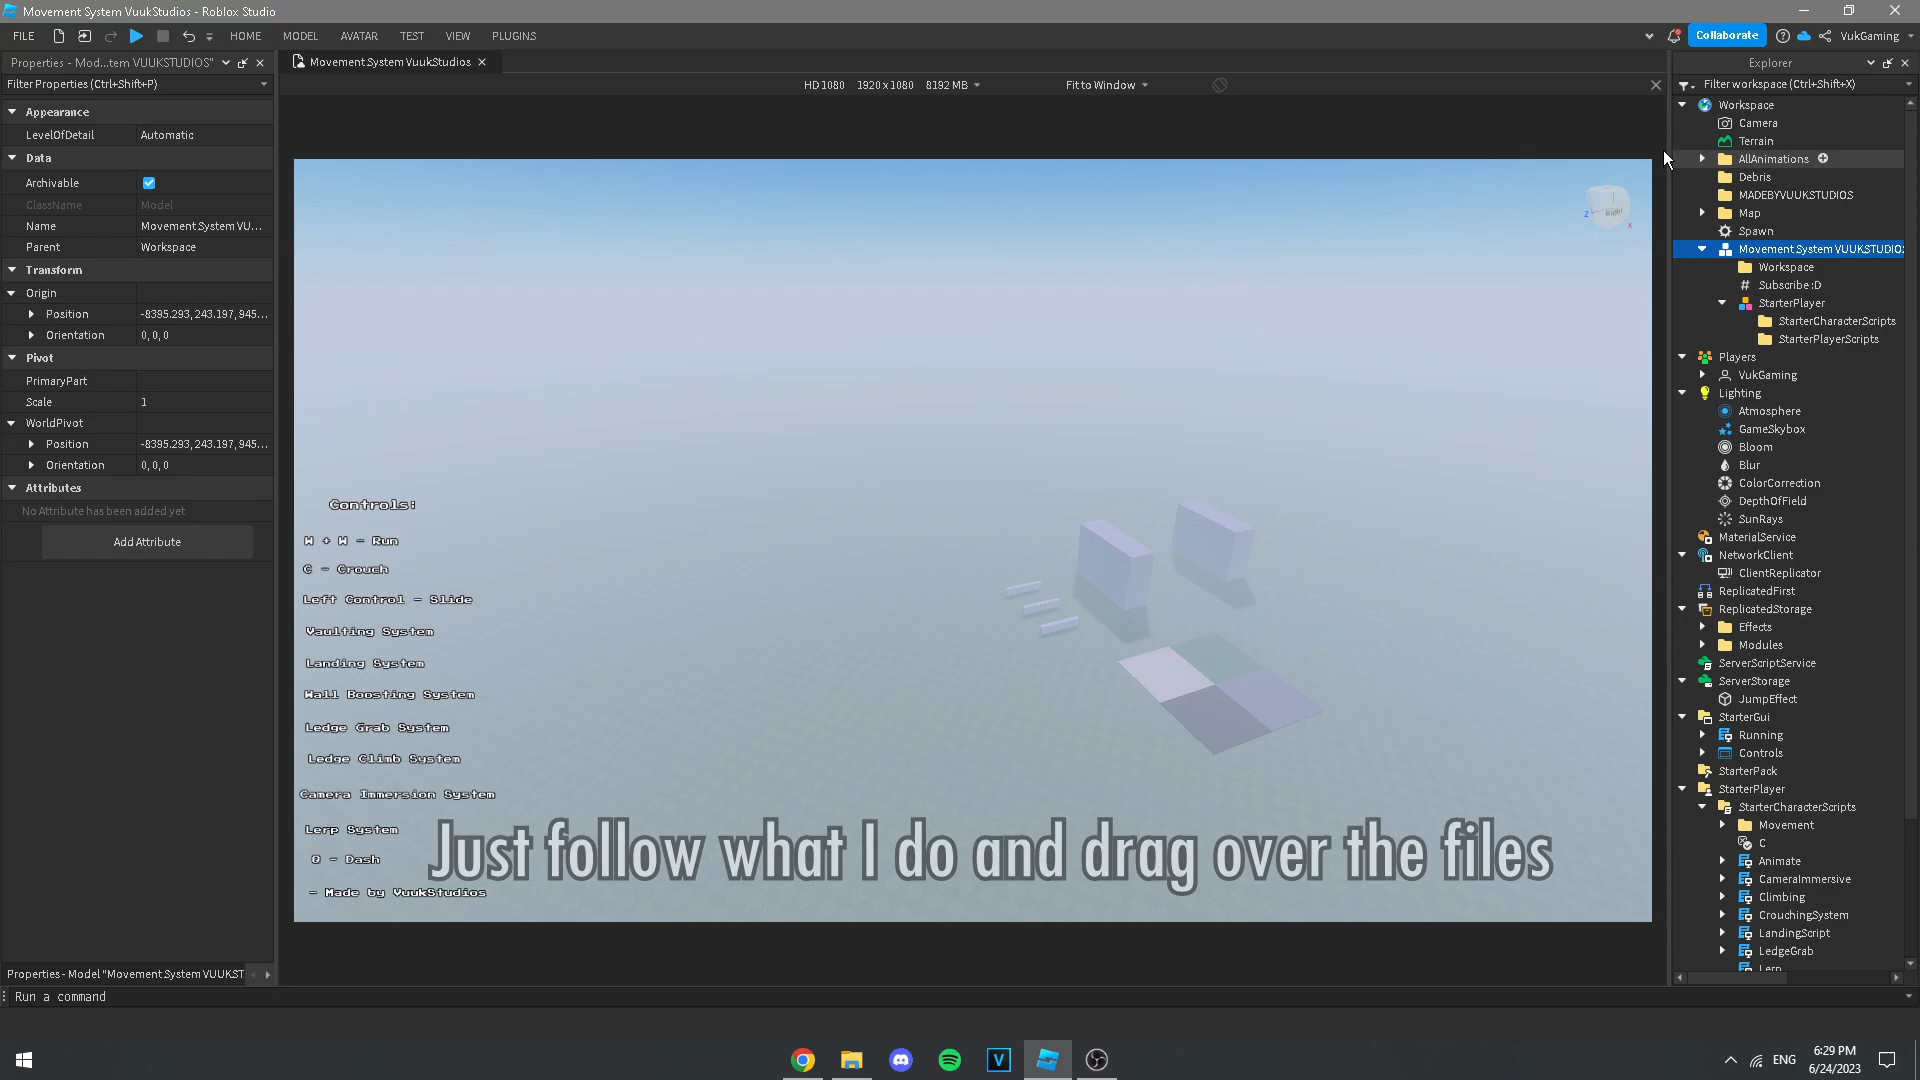 Movement System VuukStudios - Roblox Studio
FILE HOME MODEL AVATAR TEST VIEW PLUGINS Collaborate VukGaming
Properties - Mod...tem VUUKSTUDIOS"
Filter Properties (Ctrl+Shift+P)
Appearance
LevelOfDetail Automatic
Data
Archivable
ClassName Model
Name Movement System VU...
Parent Workspace
Transform
Origin
Position -8395.293, 243.197, 945...
Orientation 0, 0, 0
Pivot
PrimaryPart
Scale 1
WorldPivot
Position -8395.293, 243.197, 945...
Orientation 0, 0, 0
Attributes
No Attribute has been added yet
Add Attribute
Properties - Model "Movement System VUUKST
Run a command
Movement System VuukStudios
HD1080 1920 x 1080 8192 MB Fit to Window
Z Right X
Controls:
W + W - Run
C - Crouch
Left Control - Slide
Vaulting System
Landing System
Wall Boosting System
Ledge Grab System
Ledge Climb System
Camera Immersion System
Lerp System
Q - Dash
- Made by VuukStudios
Just follow what I do and drag over the files
Explorer
Filter workspace (Ctrl+Shift+X)
Workspace
Camera
Terrain
AllAnimations
Debris
MADEBYVUUKSTUDIOS
Map
Spawn
Movement System VUUKSTUDIO
Workspace
Subscribe :D
StarterPlayer
StarterCharacterScripts
StarterPlayerScripts
Players
VukGaming
Lighting
Atmosphere
GameSkybox
Bloom
Blur
ColorCorrection
DepthOfField
SunRays
MaterialService
NetworkClient
ClientReplicator
ReplicatedFirst
ReplicatedStorage
Effects
Modules
ServerScriptService
ServerStorage
JumpEffect
StarterGui
Running
Controls
StarterPack
StarterPlayer
StarterCharacterScripts
Movement
C
Animate
CameraImmersive
Climbing
CrouchingSystem
LandingScript
LedgeGrab
Lerp
V
ENG
6:29 PM
6/24/2023